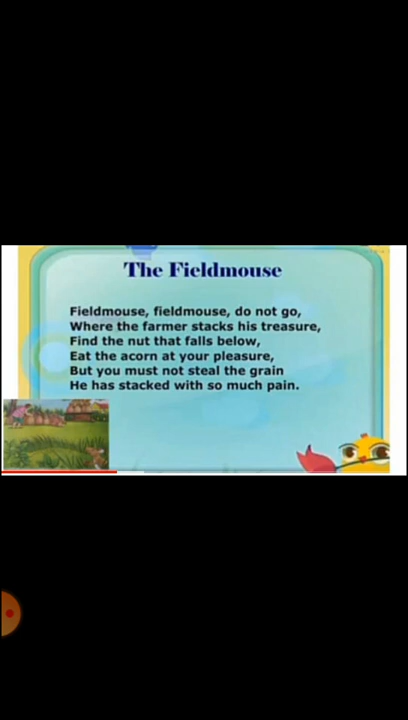 The Fieldmouse
Fieldmouse, fieldmouse, do not go,
Where the farmer stacks his treasure,
Find the nut that falls below,
Eat the acorn at your pleasure,
But you must not steal the grain
He has stacked with so much pain.